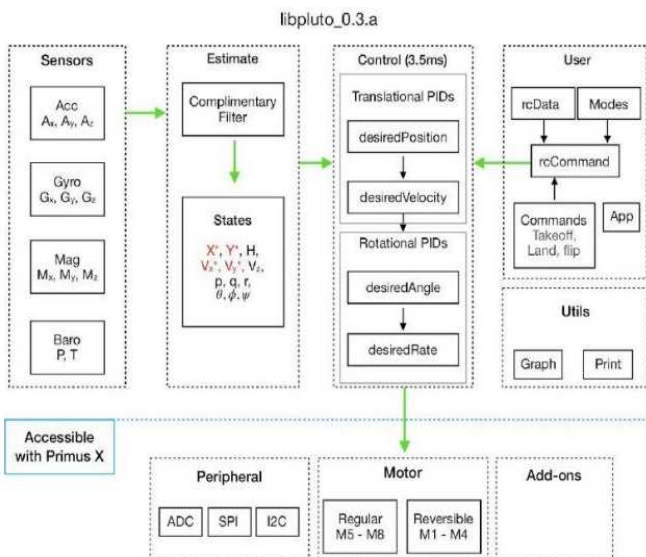 libpluto_0.3.a
Sensors
Acc
Ax, Ay, Az
Gyro
Gx, Gy, Gz
Mag
Mx, My, Mz
Baro
P, T
Estimate
Complimentary
Filter
States
X*, Y*, H,
Vx*, Vy*, Vz,
p, q, r,
θ, ϕ, ψ
Control (3.5ms)
Translational PIDs
desiredPosition
desiredVelocity
Rotational PIDs
desiredAngle
desiredRate
User
rcData
Modes
rcCommand
Commands
Takeoff,
Land, flip
App
Utils
Graph
Print
Accessible
with Primus X
Peripheral
ADC
SPI
I2C
Motor
Regular
M5 - M8
Reversible
M1 - M4
Add-ons